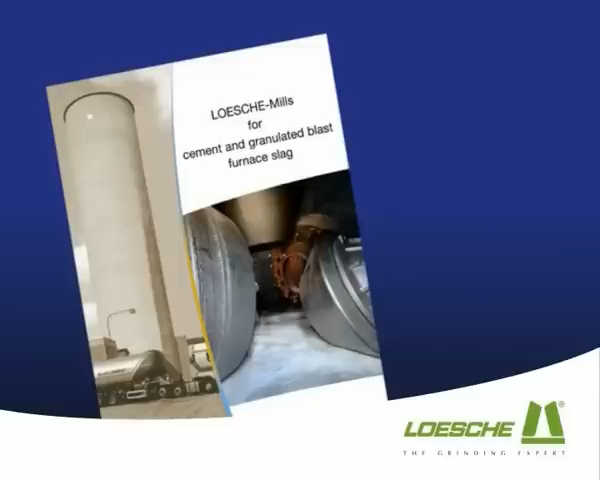 LOESCHE-Mills
for
cement and granulated blast
furnace slag
LOESCHE ®
THE GRINDING EXPERT